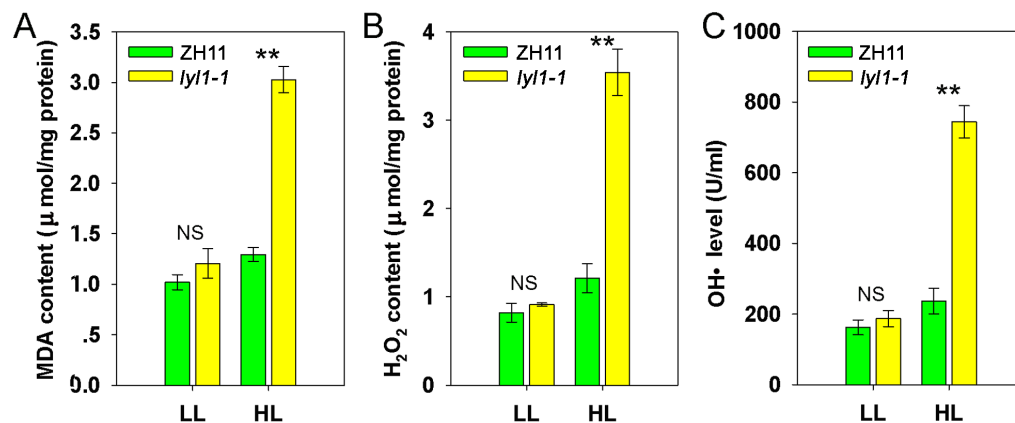 A
MDA content (μ mol/mg protein)
3.5
3.0
2.5
2.0
1.5
1.0
0.5
0.0
ZH11
lyl1-1
NS
**
LL
HL
B
H₂O₂ content (μ mol/mg protein)
4
3
2
1
0
ZH11
lyl1-1
NS
**
LL
HL
C
OH• level (U/ml)
1000
800
600
400
200
0
ZH11
lyl1-1
NS
**
LL
HL